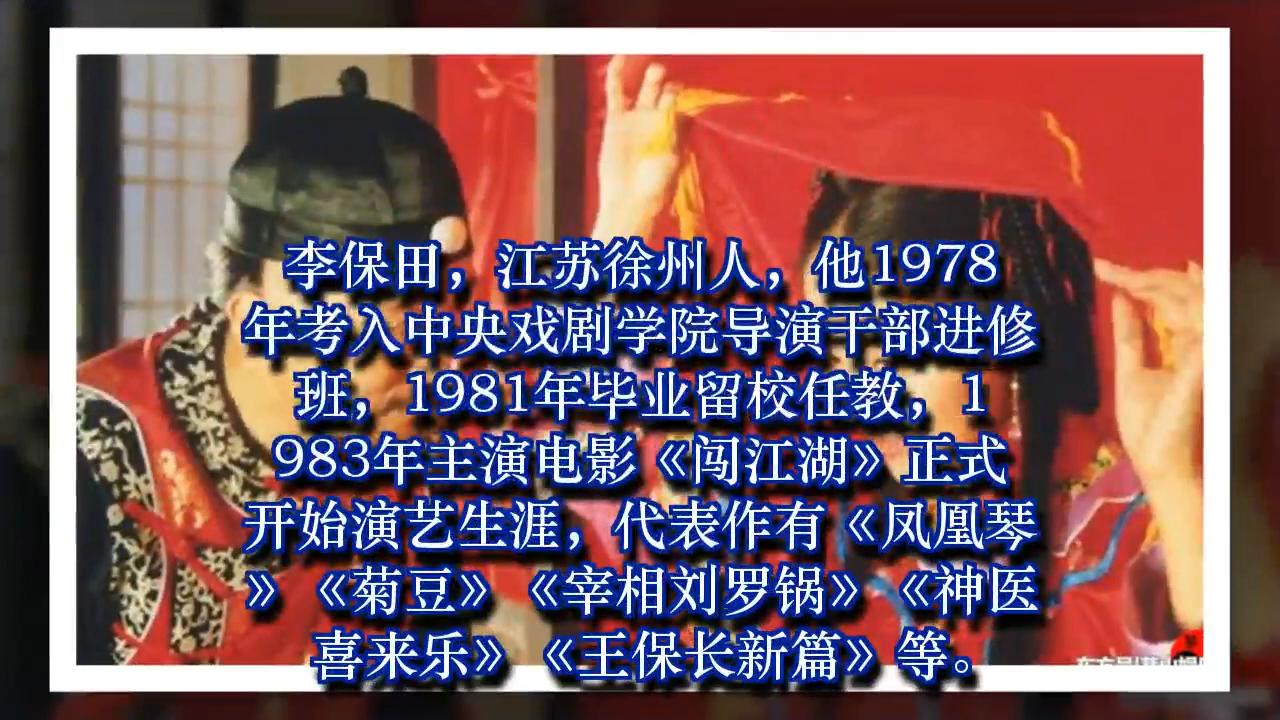 李保田，江苏徐州人，他1978
年考入中央戏剧学院导演干部进修
班，1981年毕业留校任教，1
983年主演电影《闯江湖》正式
开始演艺生涯，代表作有《凤凰琴
》《菊豆》《宰相刘罗锅》《神医
喜来乐》《王保长新篇》等。